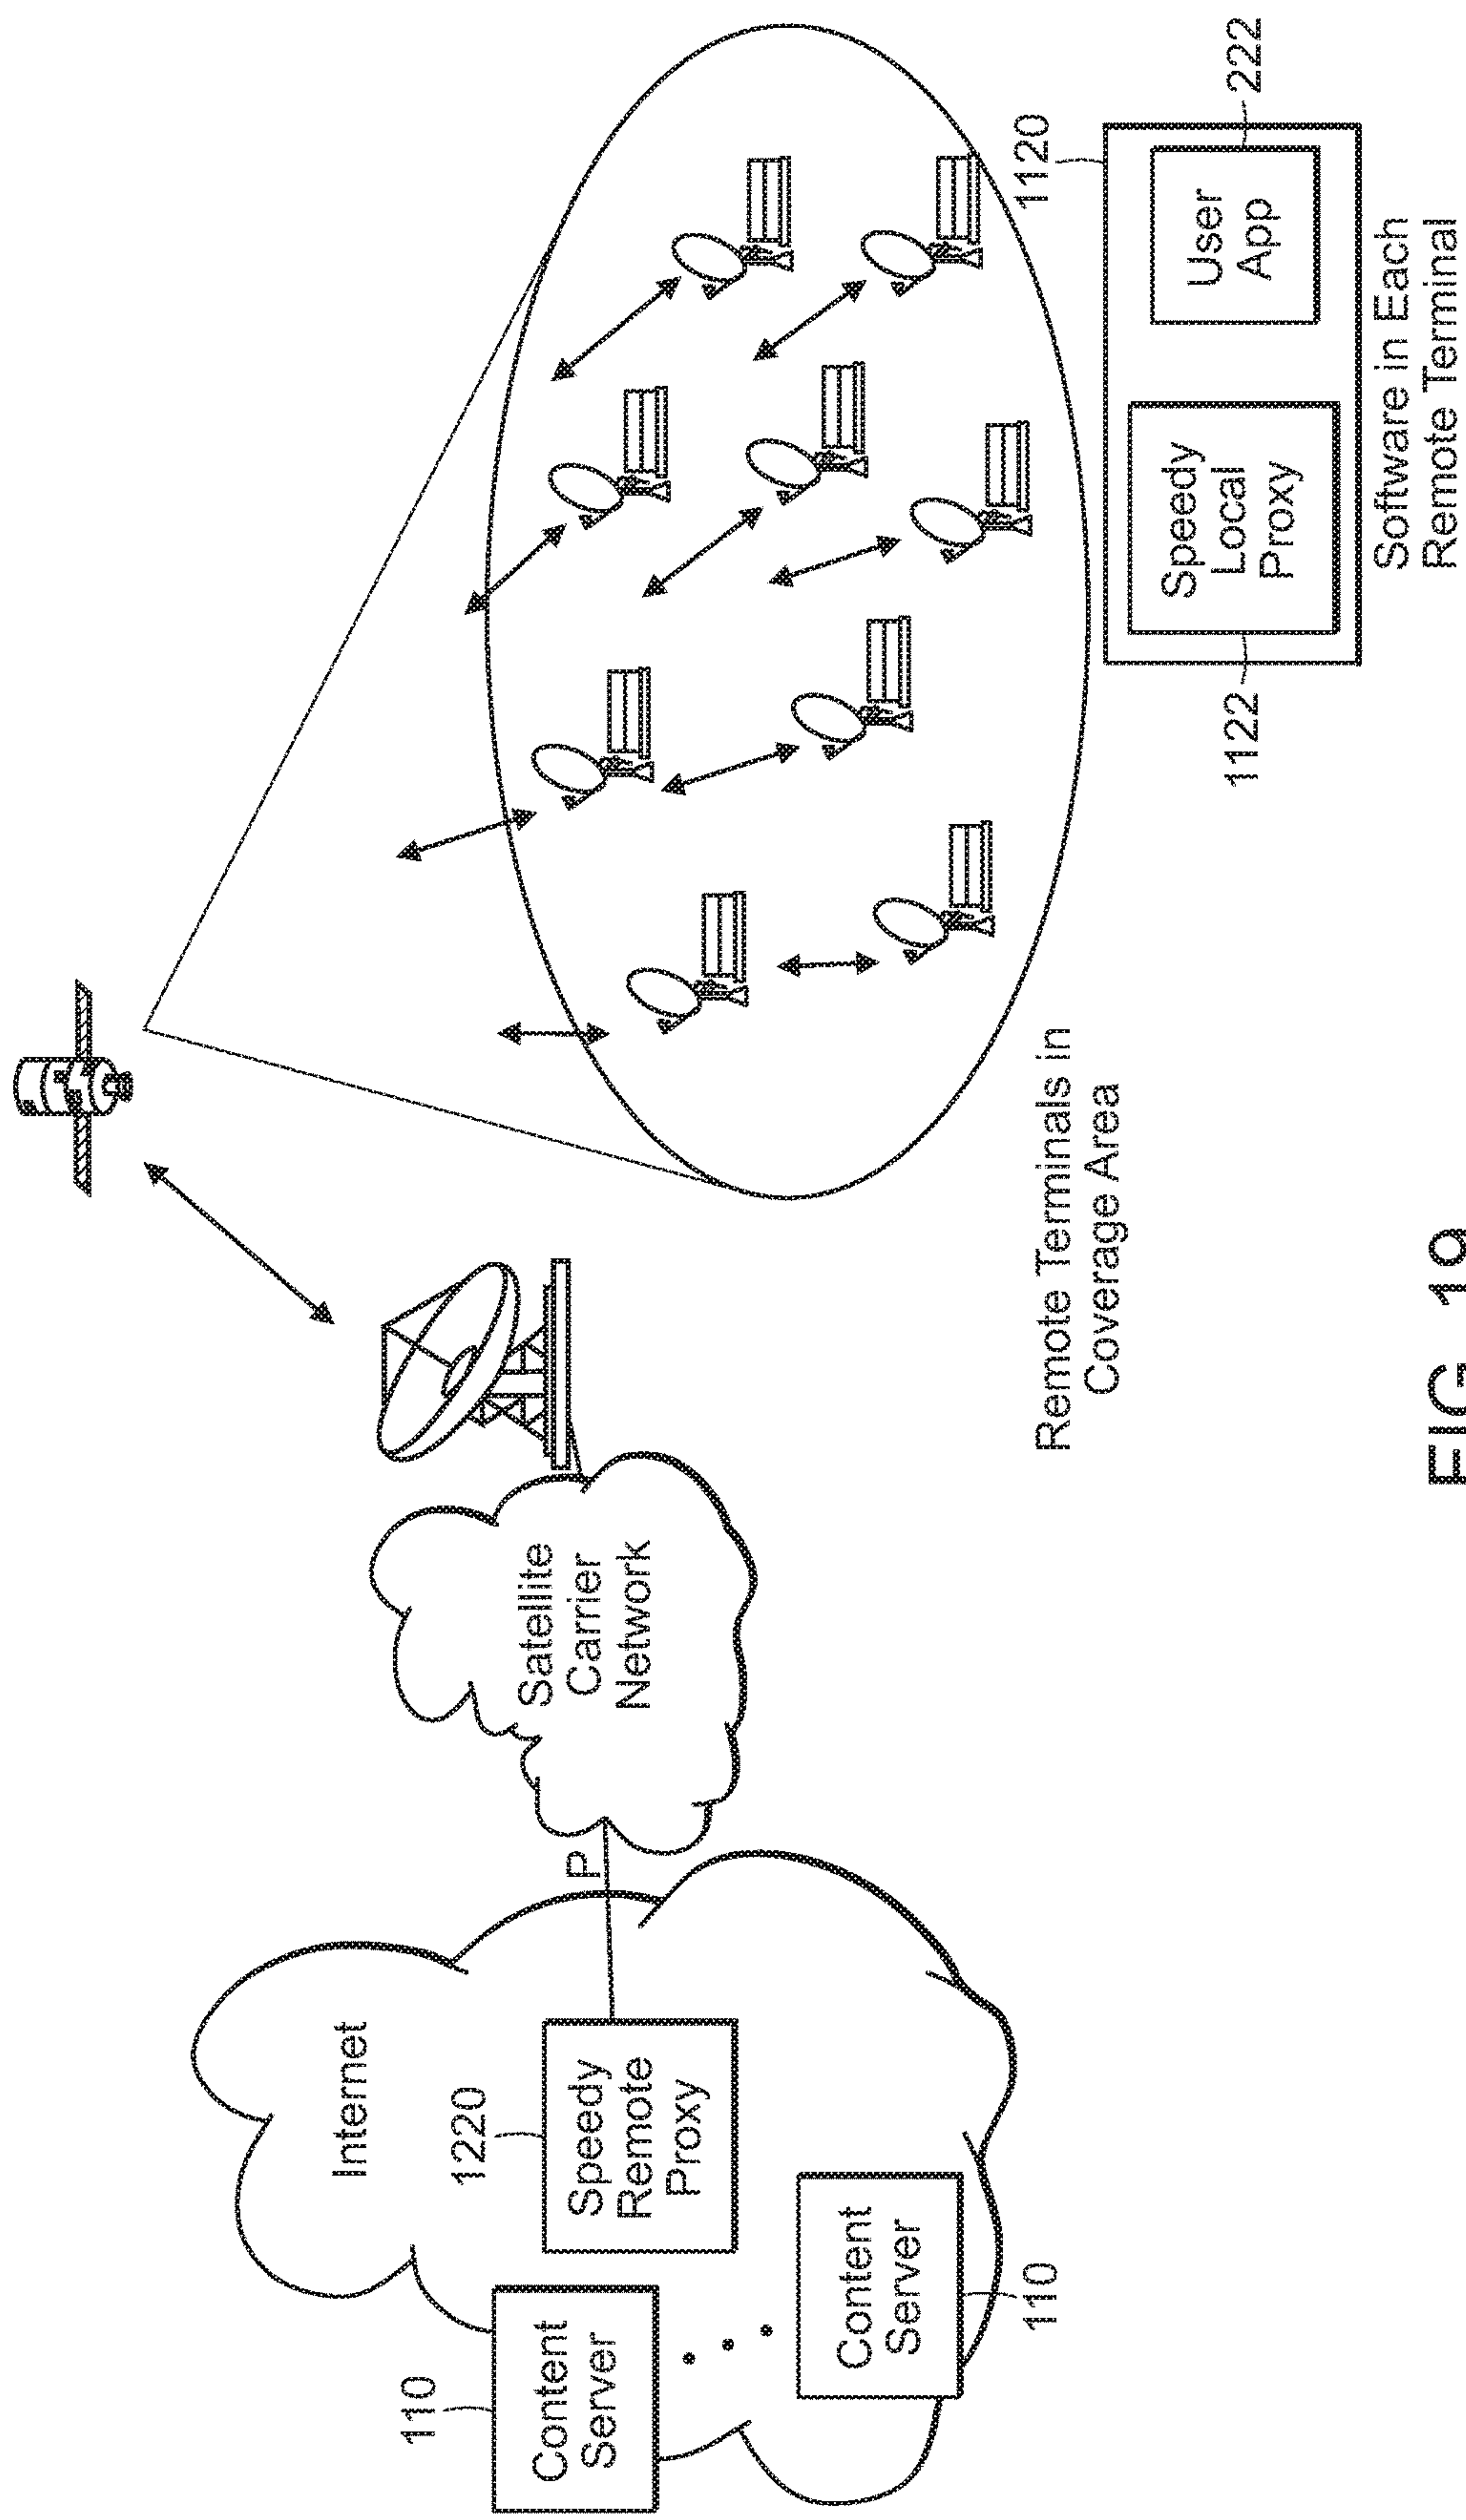 Internet
110
Content
Server
1220
Speedy
Remote
Proxy
Content
Server
110
P
Satellite
Carrier
Network
Remote Terminals in
Coverage Area
1120
Speedy
Local
Proxy
User
App
1122
222
Software in Each
Remote Terminal
FIG. 19